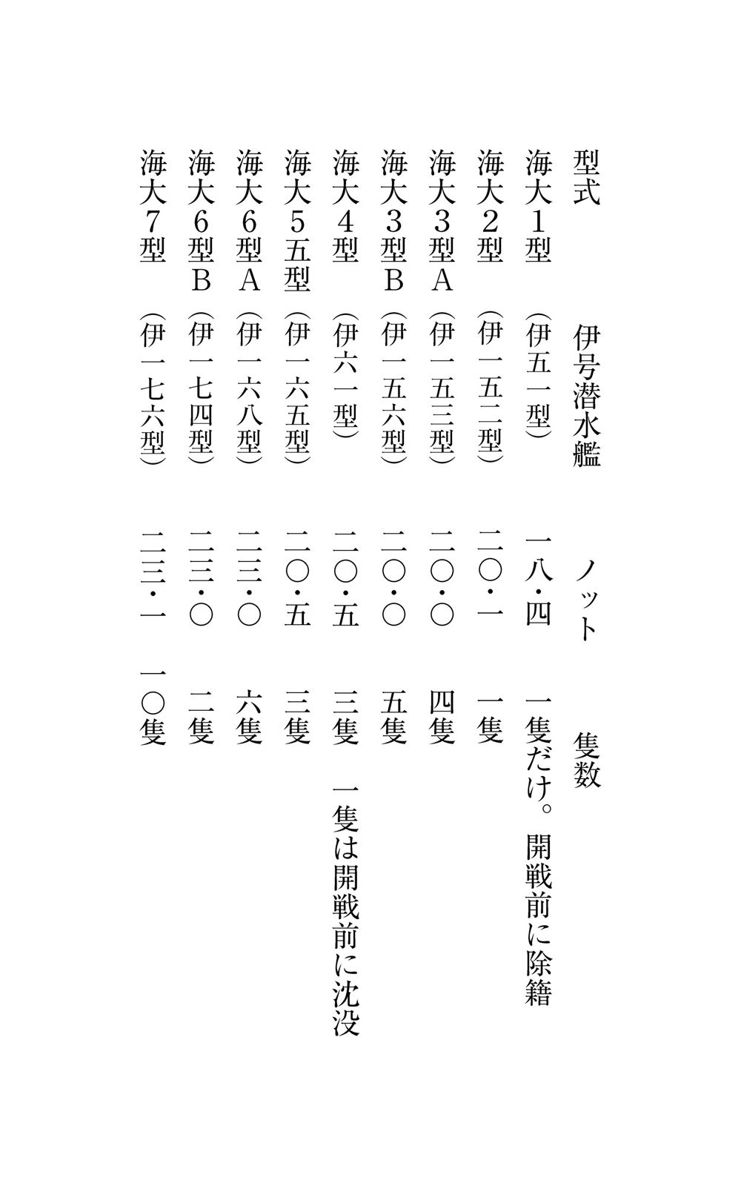 型式 伊号潜水艦 ノット 隻数
海大１型 （伊五一型） 一八・四 一隻だけ。開戦前に除籍
海大２型 （伊一五二型） 二〇・一 一隻
海大３型Ａ （伊一五三型） 二〇・〇 四隻
海大３型Ｂ （伊一五六型） 二〇・〇 五隻
海大４型 （伊六一型） 二〇・五 三隻 一隻は開戦前に沈没
海大５五型 （伊一六五型） 二〇・五 三隻
海大６型Ａ （伊一六八型） 二三・〇 六隻
海大６型Ｂ （伊一七四型） 二三・〇 二隻
海大７型 （伊一七六型） 二三・一 一〇隻